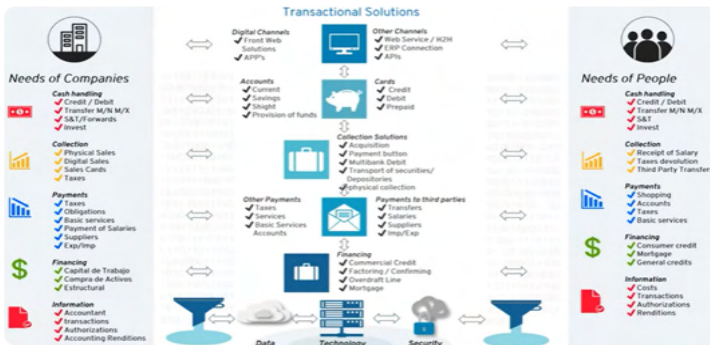 Transactional Solutions
Needs of Companies
Cash handling
Credit / Debit
Transfer M/N M/X
S&T/Forwards
Invest
Collection
Physical Sales
Digital Sales
Sales Cards
Taxes
Payments
Taxes
Obligations
Basic services
Payment of Salaries
Suppliers
Exp/Imp
Financing
Capital de Trabajo
Compra de Activos
Estructural
Information
Accountant
transactions
Authorizations
Accounting Renditions
Digital Channels
Front Web
Solutions
APP's
Other Channels
Web Service / H2H
ERP Connection
APIs
Accounts
Current
Savings
Shight
Provision of funds
Cards
Credit
Debit
Prepaid
Collection Solutions
Acquisition
Payment button
Multibank Debit
Transport of securities/
Depositories
physical collection
Other Payments
Taxes
Services
Basic Services
Accounts
Payments to third parties
Transfers
Salaries
Suppliers
Imp/Exp
Financing
Commercial Credit
Factoring / Confirming
Overdraft Line
Mortgage
Data
Technology
Security
Needs of People
Cash handling
Credit / Debit
Transfer M/N M/X
S&T
Invest
Collection
Receipt of Salary
Taxes devolution
Third Party Transfer
Payments
Shopping
Accounts
Taxes
Basic services
Financing
Consumer credit
Mortgage
General credits
Information
Costs
Transactions
Authorizations
Renditions